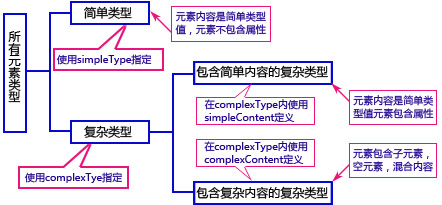 所有元素类型
简单类型
元素内容是简单类型
值，元素不包含属性
使用simpleType指定
包含简单内容的复杂类型
在complexType内使用
simpleContent定义
元素内容是简单类
型值元素包含属性
复杂类型
使用complexTye指定
在complexType内使用
complexContent定义
元素包含子元素，
空元素，混合内容
包含复杂内容的复杂类型